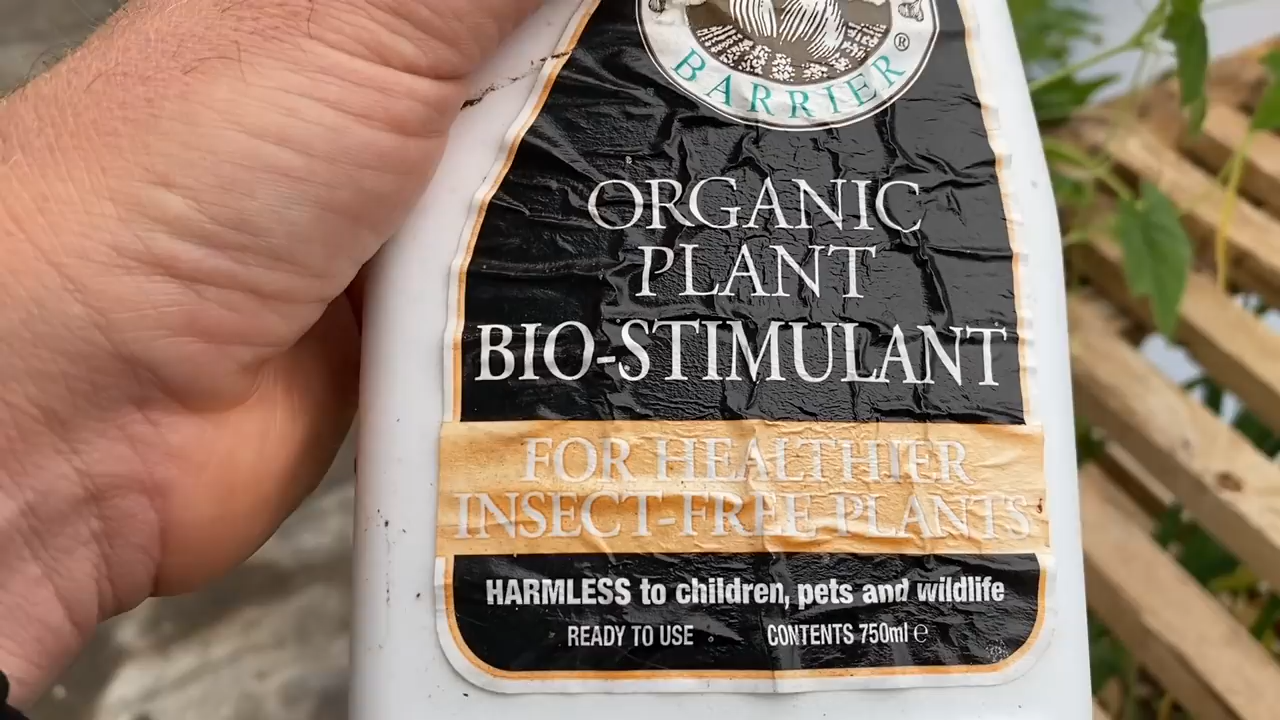 BARRIER®
ORGANIC
PLANT
BIO-STIMULANT
FOR HEALTHIER
INSECT-FREE PLANTS
HARMLESS to children, pets and wildlife
READY TO USE CONTENTS 750ml ℮